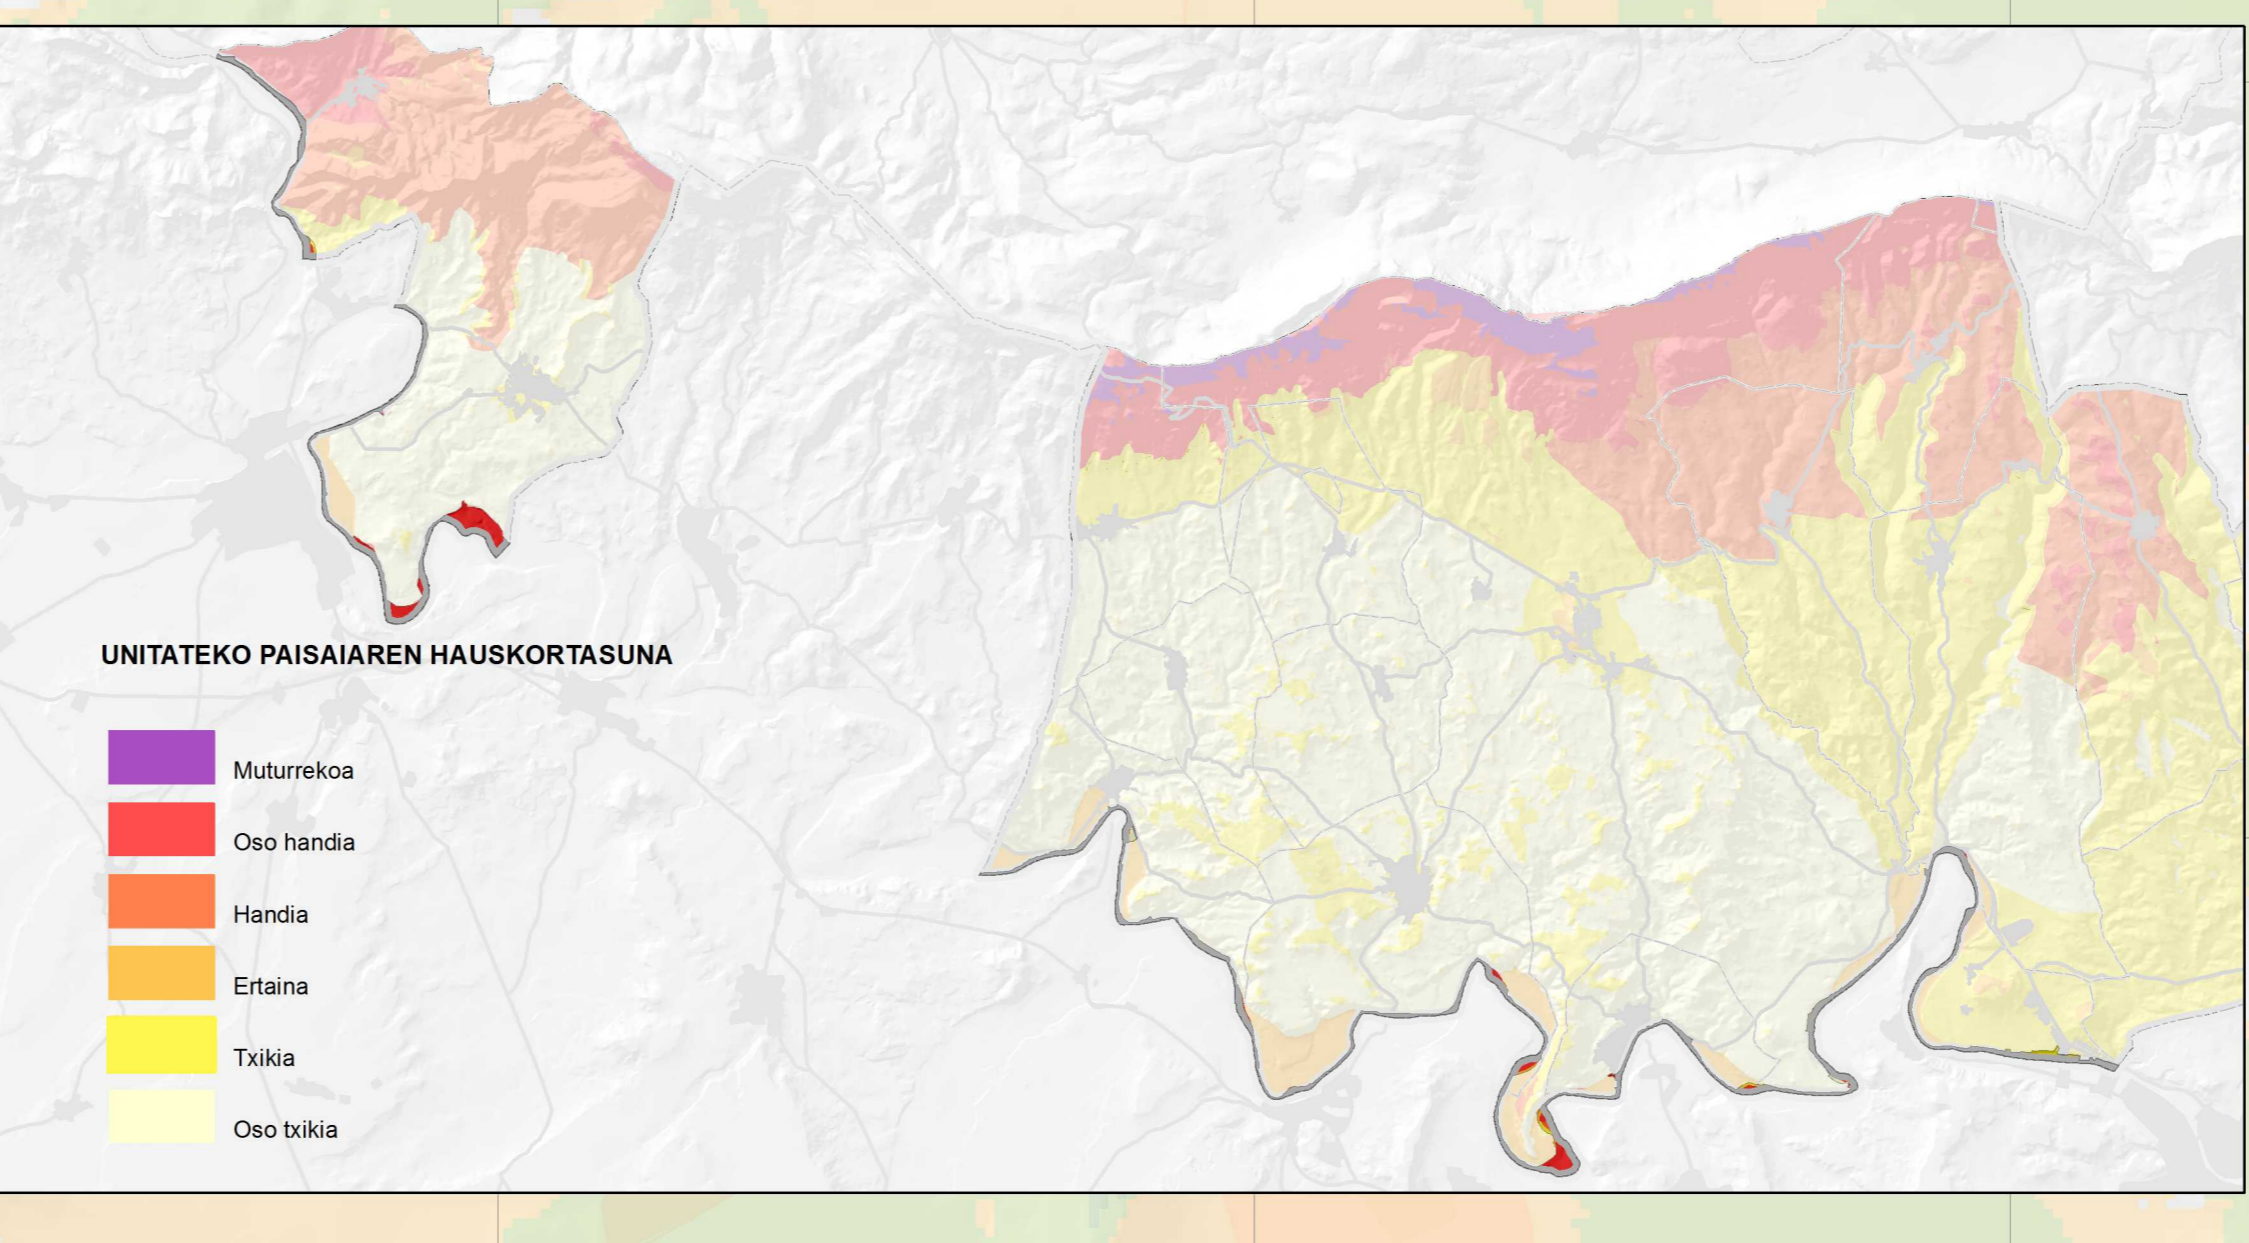 UNITATEKO PAISAIAREN HAUSKORTASUNA
Muturrekoa
Oso handia
Handia
Ertaina
Txikia
Oso txikia